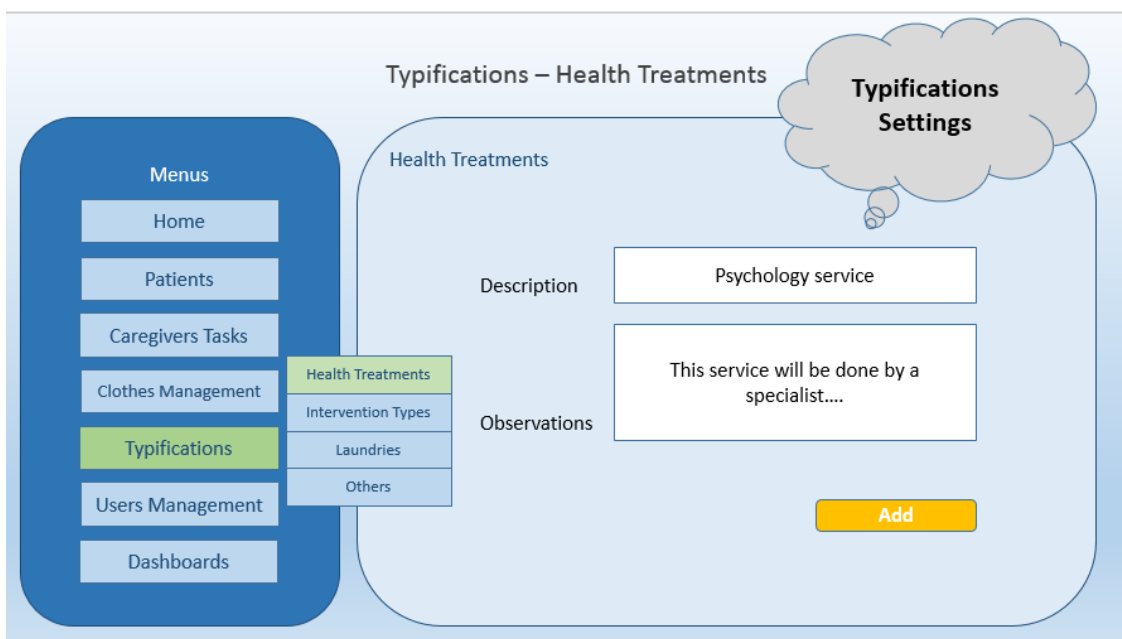 Typifications – Health Treatments
Typifications
Settings
Menus
Home
Patients
Caregivers Tasks
Clothes Management
Typifications
Users Management
Dashboards
Health Treatments
Intervention Types
Laundries
Others
Health Treatments
Description
Psychology service
Observations
This service will be done by a
specialist....
Add